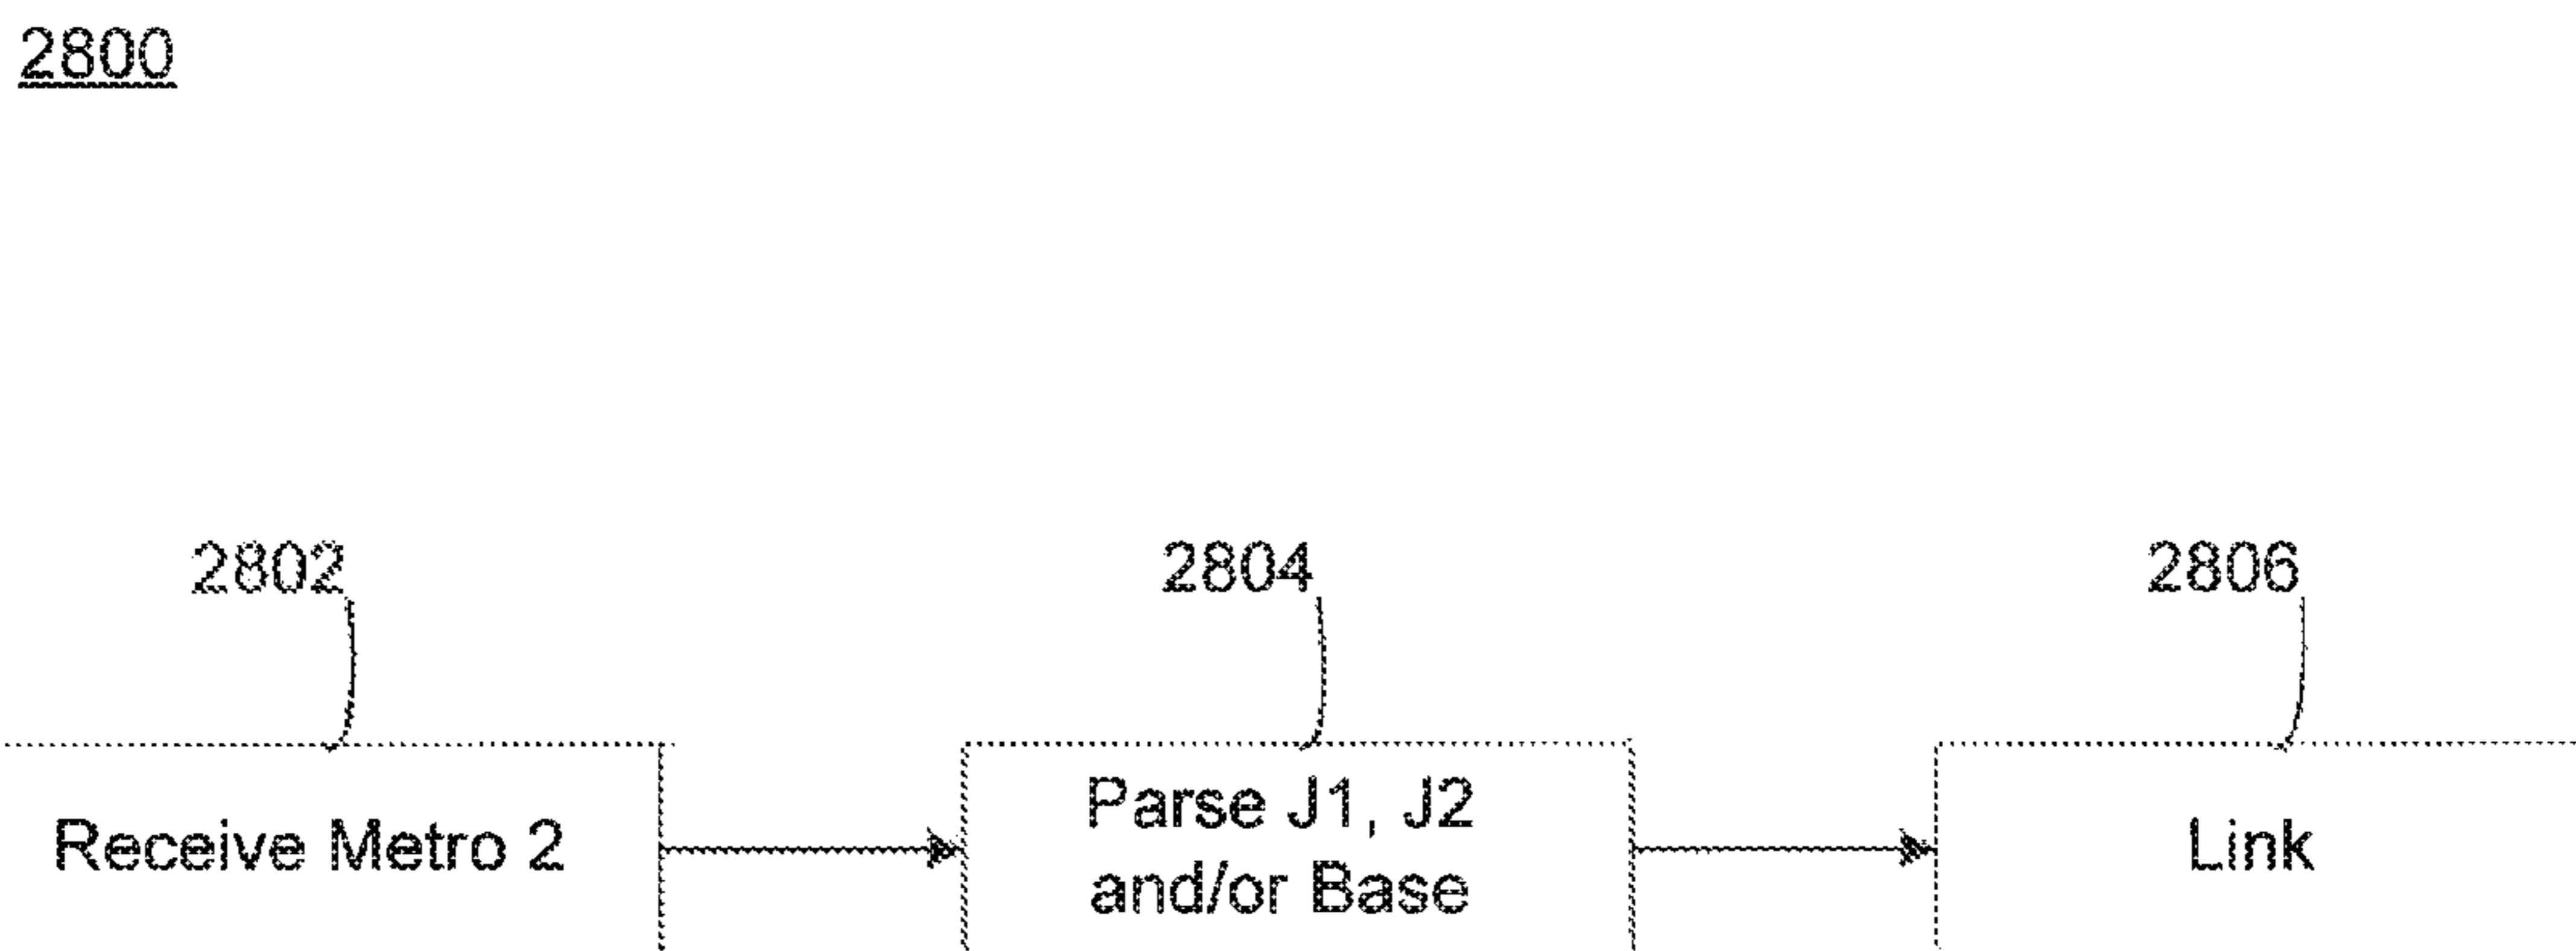 2800
2802
2804
2806
Receive Metro 2
Parse J1, J2
and/or Base
Link